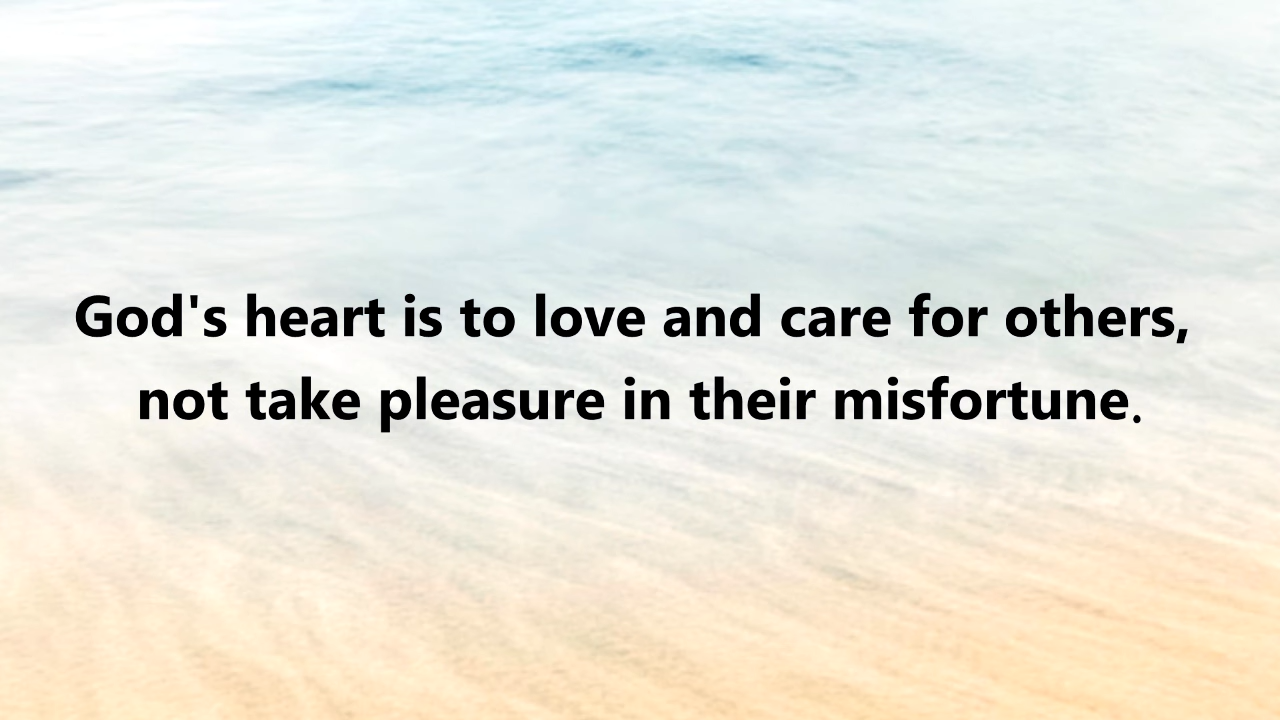 God's heart is to love and care for others,
not take pleasure in their misfortune.